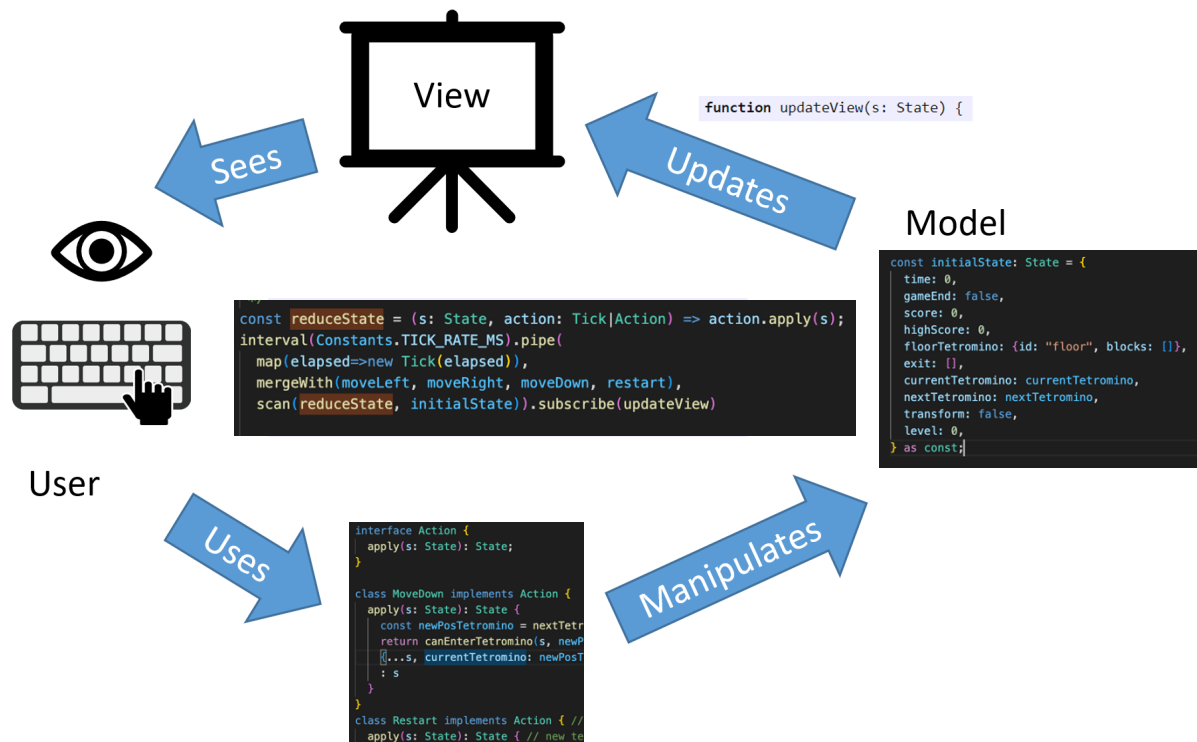 View
function updateView(s: State) {
Sees
Updates
Model
const initialState: State = {
time: 0,
gameEnd: false,
score: 0,
highScore: 0,
floorTetromino: {id: "floor", blocks: []},
exit: [],
currentTetromino: currentTetromino,
nextTetromino: nextTetromino,
transform: false,
level: 0,
} as const;
const reduceState = (s: State, action: Tick|Action) => action.apply(s);
interval(Constants.TICK_RATE_MS).pipe(
map(elapsed=>new Tick(elapsed)),
mergeWith(moveLeft, moveRight, moveDown, restart),
scan(reduceState, initialState)).subscribe(updateView)
User
Uses
Manipulates
interface Action {
apply(s: State): State;
}
class MoveDown implements Action {
apply(s: State): State {
const newPosTetromino = nextTetr
return canEnterTetromino(s, newP
{...s, currentTetromino: newPosT
: s
}
}
class Restart implements Action { //
apply(s: State): State { // new te